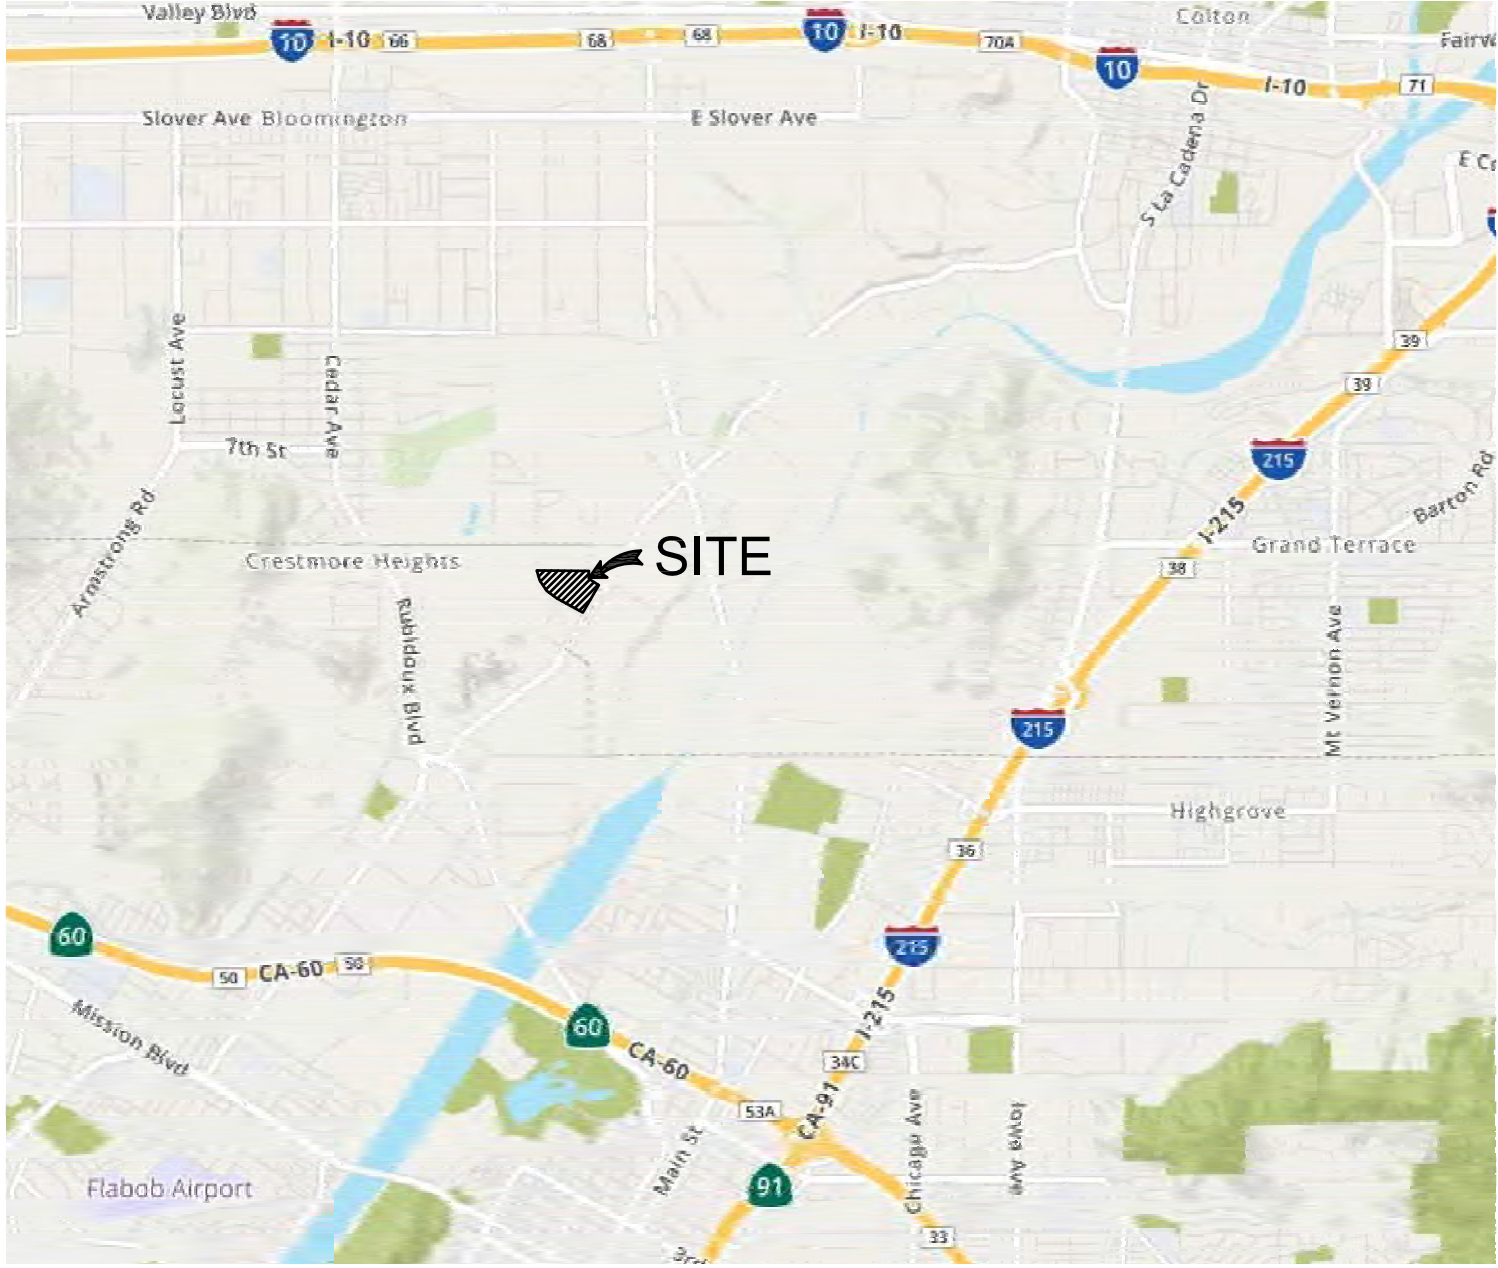 Valley Blvd
Colton
10
I-10
66
68
68
10
I-10
70A
10
I-10
71
Slover Ave
Bloomington
E Slover Ave
S La Cadena Dr
Locust Ave
Cedar Ave
7th St
39
39
215
I-215
Barton Rd
Armstrong Rd
Crestmore Heights
SITE
Grand Terrace
38
Rubidoux Blvd
Mt Vernon Ave
215
Highgrove
36
60
50
CA-60
50
215
I-215
Mission Blvd
60
CA-60
34C
53A
CA-91
Chicago Ave
Iowa Ave
Main St
91
Flabob Airport
33
3rd